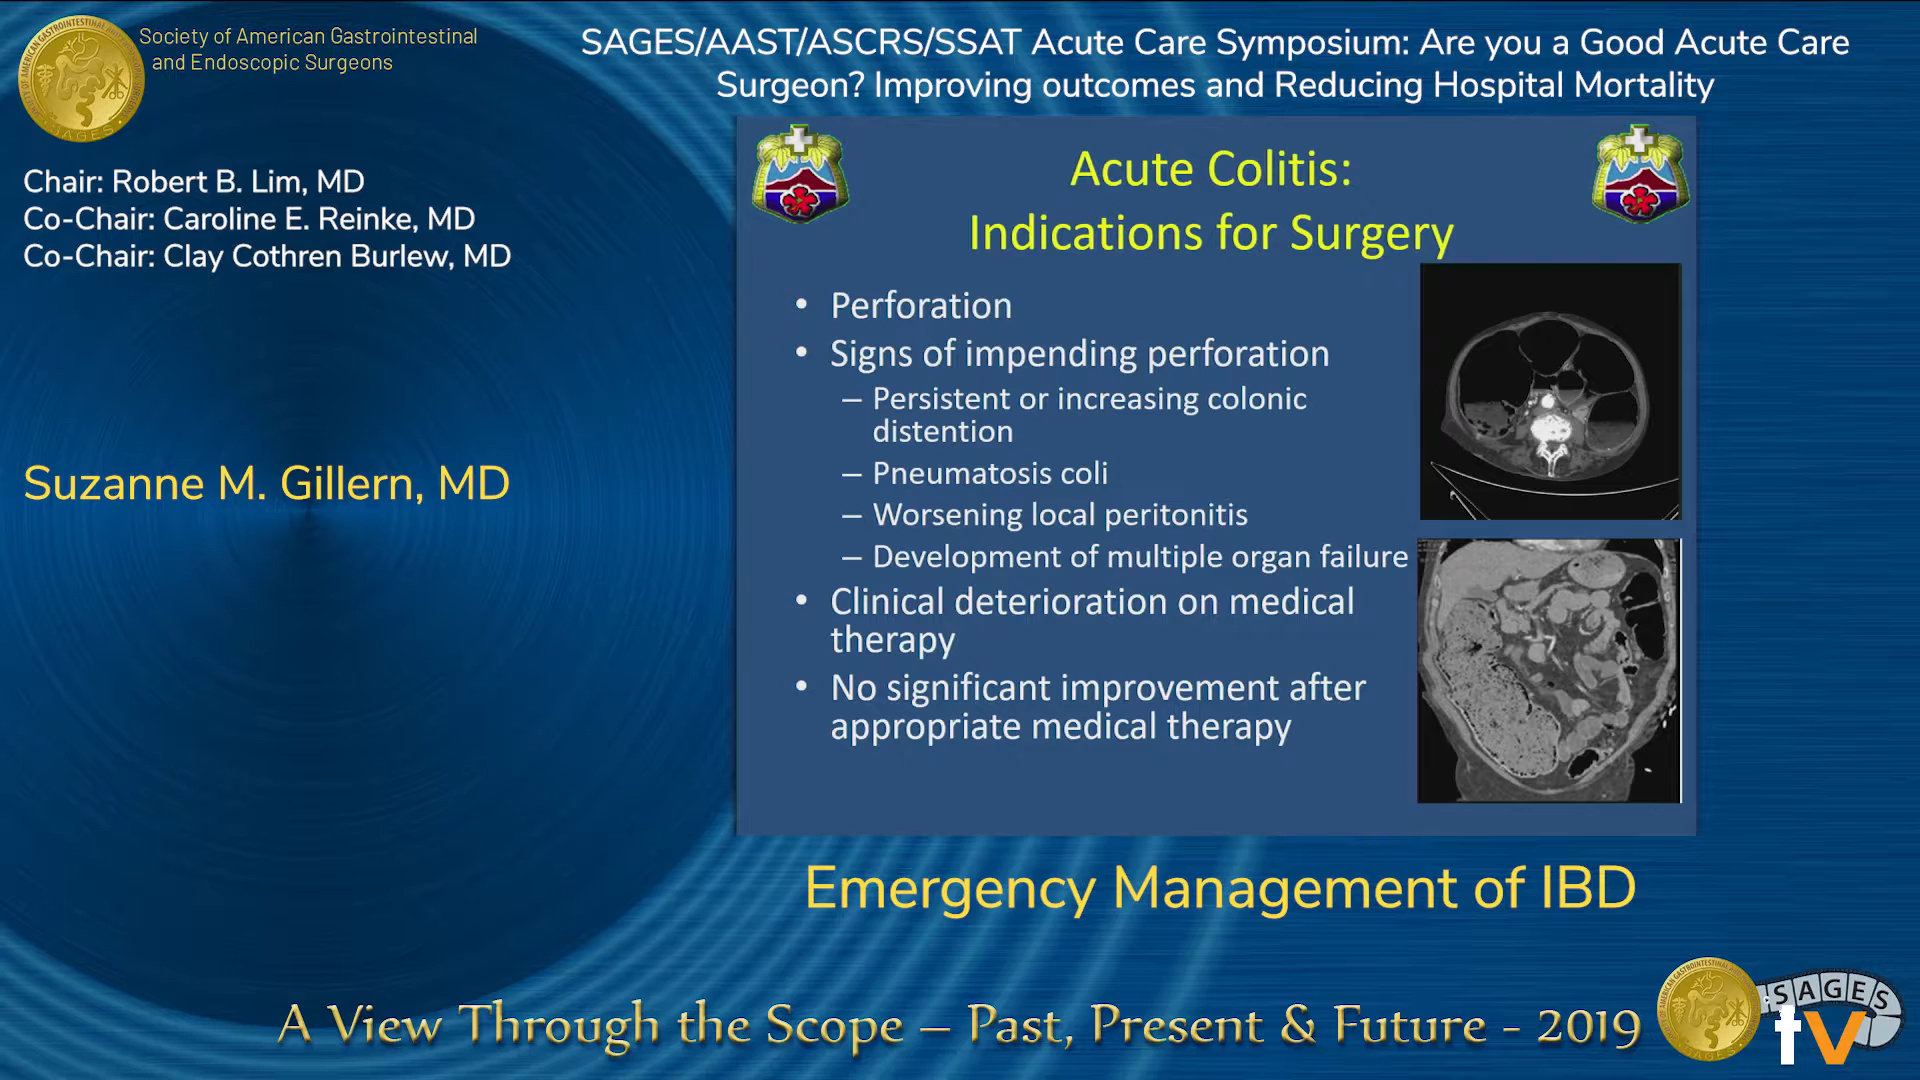 Society of American Gastrointestinal
and Endoscopic Surgeons
SAGES/AAST/ASCRS/SSAT Acute Care Symposium: Are you a Good Acute Care
Surgeon? Improving outcomes and Reducing Hospital Mortality
Chair: Robert B. Lim, MD
Co-Chair: Caroline E. Reinke, MD
Co-Chair: Clay Cothren Burlew, MD
Suzanne M. Gillern, MD
Acute Colitis:
Indications for Surgery
• Perforation
• Signs of impending perforation
– Persistent or increasing colonic
distention
– Pneumatosis coli
– Worsening local peritonitis
– Development of multiple organ failure
• Clinical deterioration on medical
therapy
• No significant improvement after
appropriate medical therapy
Emergency Management of IBD
A View Through the Scope – Past, Present & Future - 2019
SAGES
tv